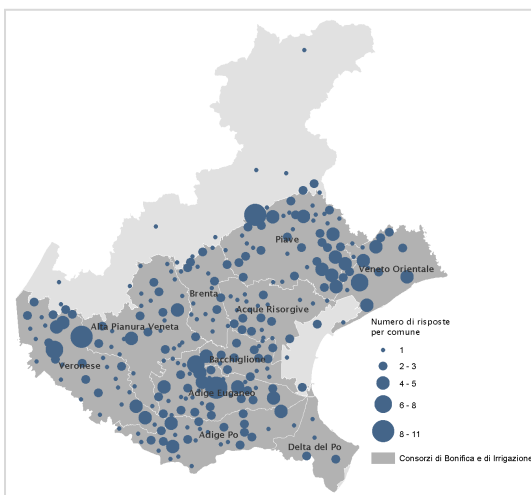 Piave
Veneto Orientale
Brenta
Acque Risorgive
Alta Pianura Veneta
Bacchiglione
Veronese
Adige Euganeo
Adige Po
Delta del Po
Numero di risposte
per comune
1
2 - 3
4 - 5
6 - 8
8 - 11
Consorzi di Bonifica e di Irrigazione